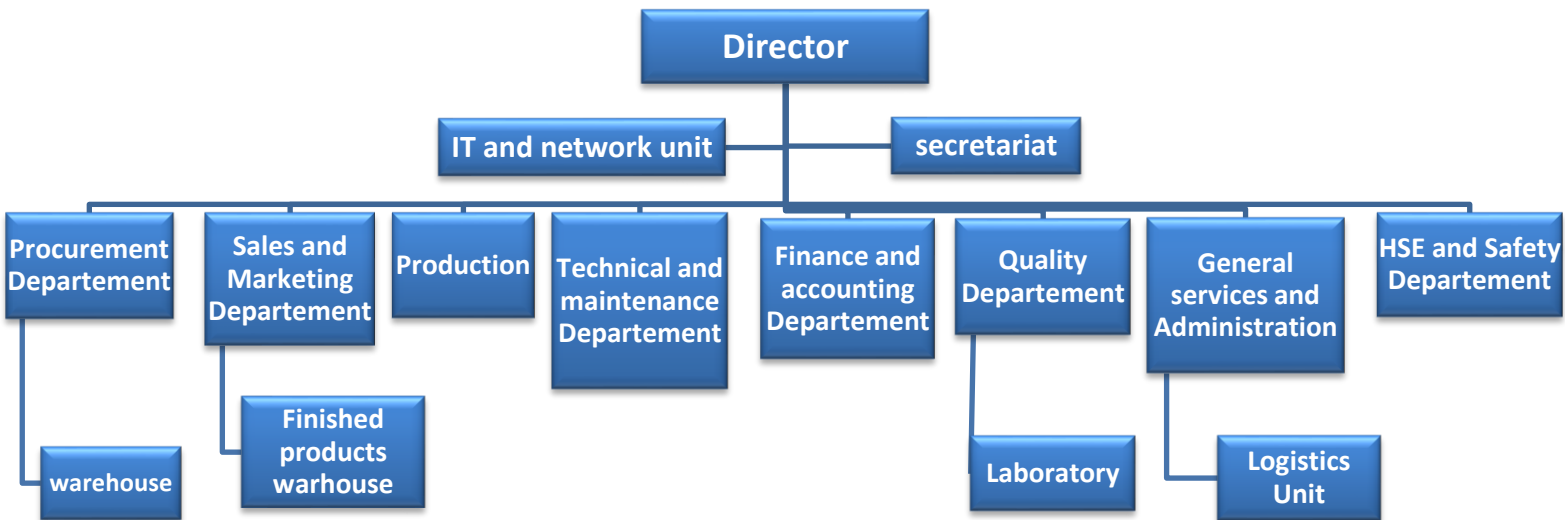 Director
IT and network unit
secretariat
Procurement
Departement
Sales and
Marketing
Departement
Production
Technical and
maintenance
Departement
Finance and
accounting
Departement
Quality
Departement
General
services and
Administration
HSE and Safety
Departement
warehouse
Finished
products
warhouse
Laboratory
Logistics
Unit